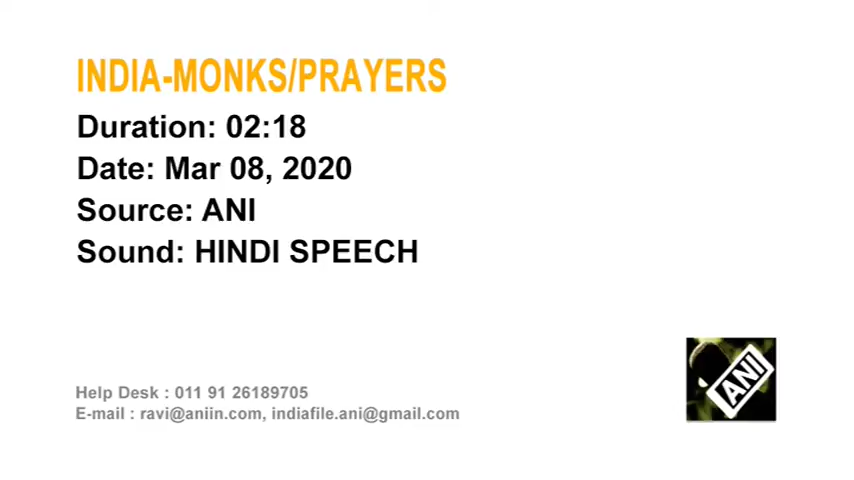 INDIA-MONKS/PRAYERS
Duration: 02:18
Date: Mar 08, 2020
Source: ANI
Sound: HINDI SPEECH
Help Desk : 011 91 26189705
E-mail : ravi@aniin.com, indiafile.ani@gmail.com
ANI